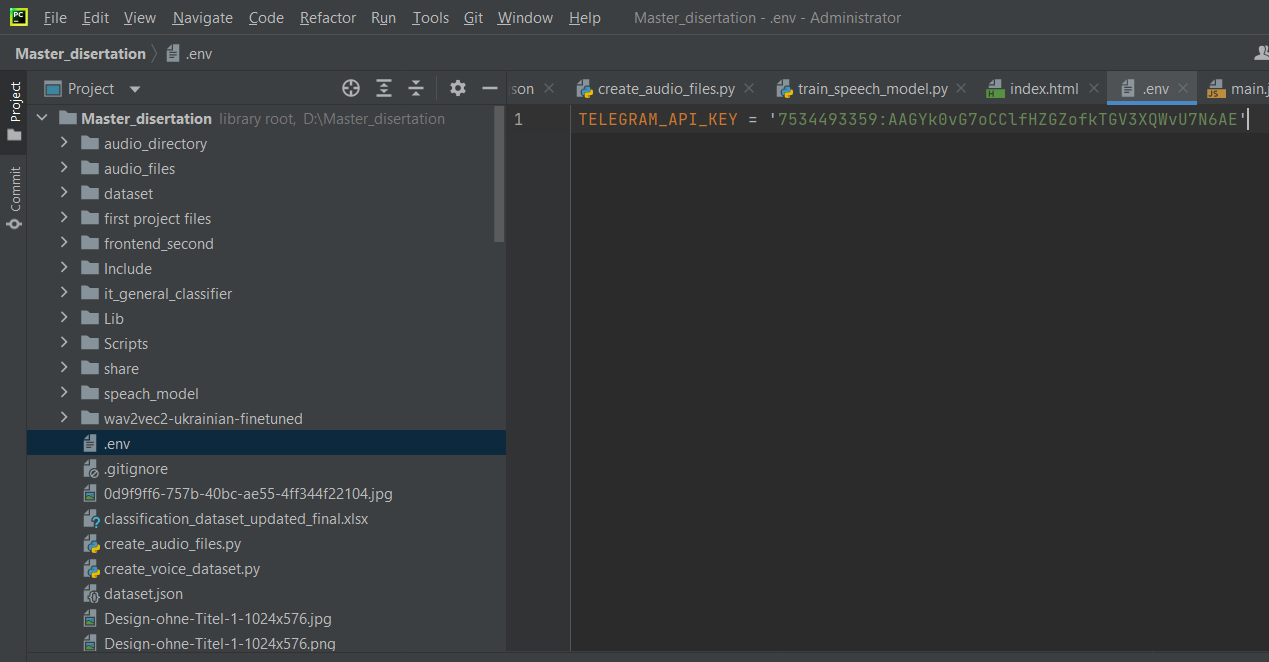 PC File Edit View Navigate Code Refactor Run Tools Git Window Help Master_disertation - .env - Administrator
Master_disertation .env
Project
Commit
Project
son create_audio_files.py train_speech_model.py index.html .env main.j
Master_disertation library root, D:\Master_disertation
audio_directory
audio_files
dataset
first project files
frontend_second
Include
it_general_classifier
Lib
Scripts
share
speach_model
wav2vec2-ukrainian-finetuned
.env
.gitignore
0d9f9ff6-757b-40bc-ae55-4ff344f22104.jpg
classification_dataset_updated_final.xlsx
create_audio_files.py
create_voice_dataset.py
dataset.json
Design-ohne-Titel-1-1024x576.jpg
Design-ohne-Titel-1-1024x576.png
1 TELEGRAM_API_KEY = '7534493359:AAGYk0vG7oCClfHZGZofkTGV3XQWvU7N6AE'